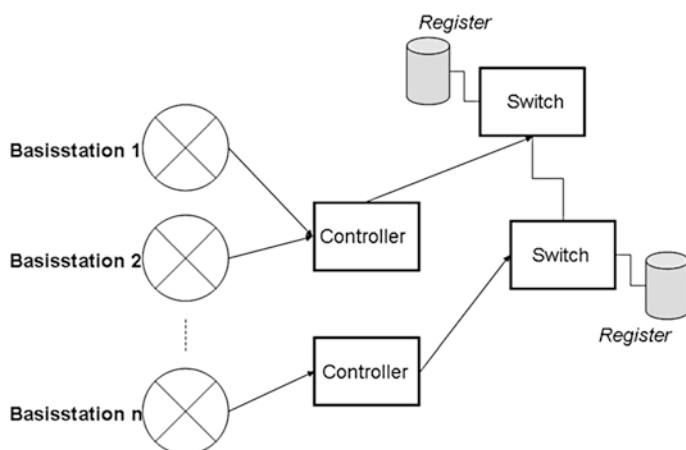 Register
Switch
Basisstation 1
Controller
Basisstation 2
Switch
Register
Controller
Basisstation n